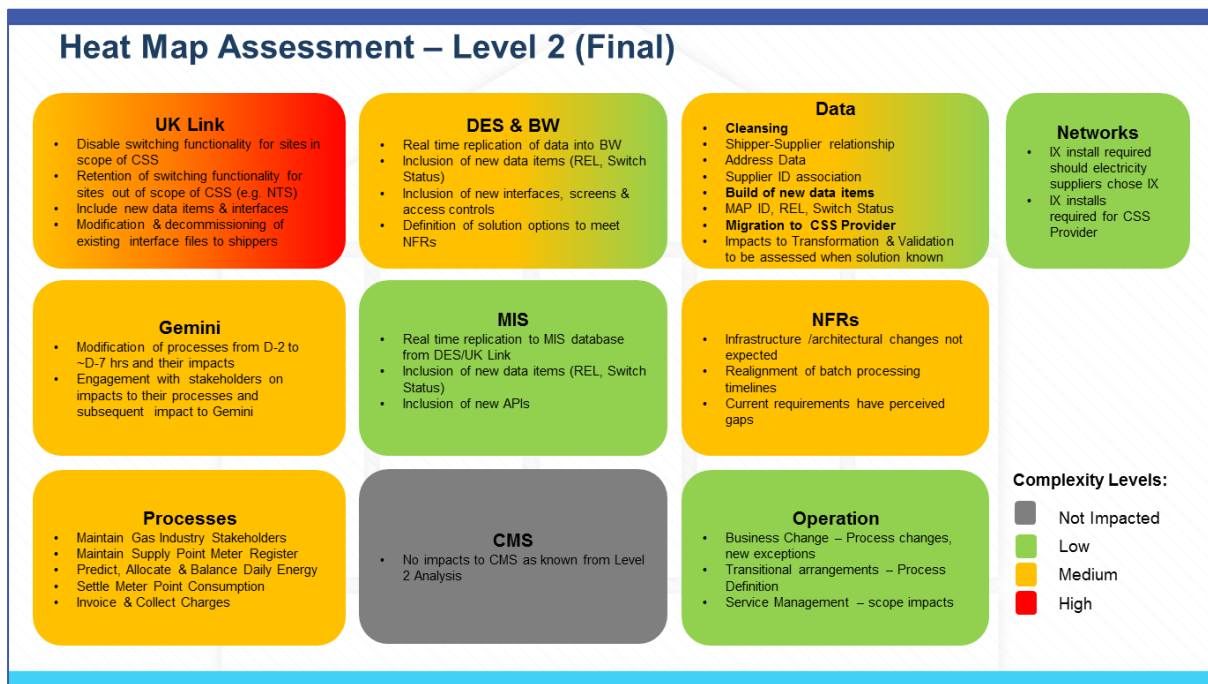 Heat Map Assessment – Level 2 (Final)
UK Link
• Disable switching functionality for sites in
scope of CSS
• Retention of switching functionality for
sites out of scope of CSS (e.g. NTS)
• Include new data items & interfaces
• Modification & decommissioning of
existing interface files to shippers
DES & BW
• Real time replication of data into BW
• Inclusion of new data items (REL, Switch
Status)
• Inclusion of new interfaces, screens &
access controls
• Definition of solution options to meet
NFRs
Data
• Cleansing
• Shipper-Supplier relationship
• Address Data
• Supplier ID association
• Build of new data items
• MAP ID, REL, Switch Status
• Migration to CSS Provider
• Impacts to Transformation & Validation
to be assessed when solution known
Networks
• IX install required
should electricity
suppliers chose IX
• IX installs
required for CSS
Provider
Gemini
• Modification of processes from D-2 to
~D-7 hrs and their impacts
• Engagement with stakeholders on
impacts to their processes and
subsequent impact to Gemini
MIS
• Real time replication to MIS database
from DES/UK Link
• Inclusion of new data items (REL, Switch
Status)
• Inclusion of new APIs
NFRs
• Infrastructure /architectural changes not
expected
• Realignment of batch processing
timelines
• Current requirements have perceived
gaps
Processes
• Maintain Gas Industry Stakeholders
• Maintain Supply Point Meter Register
• Predict, Allocate & Balance Daily Energy
• Settle Meter Point Consumption
• Invoice & Collect Charges
CMS
• No impacts to CMS as known from Level
2 Analysis
Operation
• Business Change – Process changes,
new exceptions
• Transitional arrangements – Process
Definition
• Service Management – scope impacts
Complexity Levels:
Not Impacted
Low
Medium
High